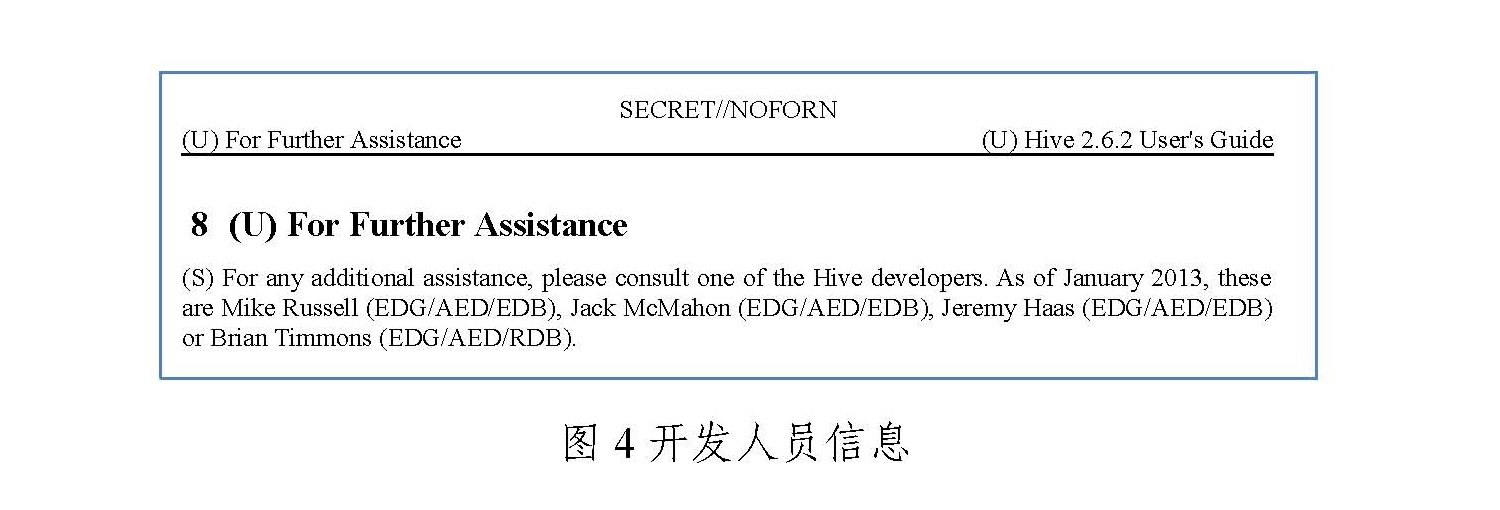 SECRET//NOFORN
(U) For Further Assistance (U) Hive 2.6.2 User's Guide
8 (U) For Further Assistance
(S) For any additional assistance, please consult one of the Hive developers. As of January 2013, these
are Mike Russell (EDG/AED/EDB), Jack McMahon (EDG/AED/EDB), Jeremy Haas (EDG/AED/EDB)
or Brian Timmons (EDG/AED/RDB).
图 4 开发人员信息